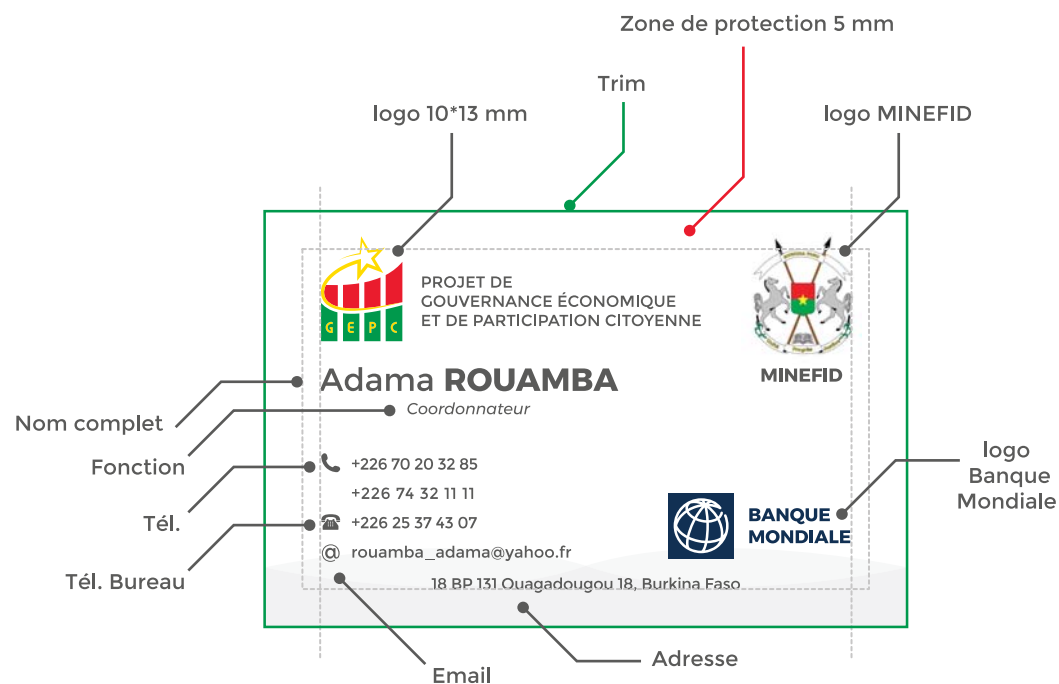 Zone de protection 5 mm
Trim
logo 10*13 mm
logo MINEFID
PROJET DE
GOUVERNANCE ÉCONOMIQUE
ET DE PARTICIPATION CITOYENNE
G E P C
MINEFID
Adama ROUAMBA
Coordonnateur
Nom complet
Fonction
Tél.
Tél. Bureau
+226 70 20 32 85
+226 74 32 11 11
+226 25 37 43 07
@ rouamba_adama@yahoo.fr
BANQUE
MONDIALE
logo
Banque
Mondiale
18 BP 131 Ouagadougou 18, Burkina Faso
Email
Adresse